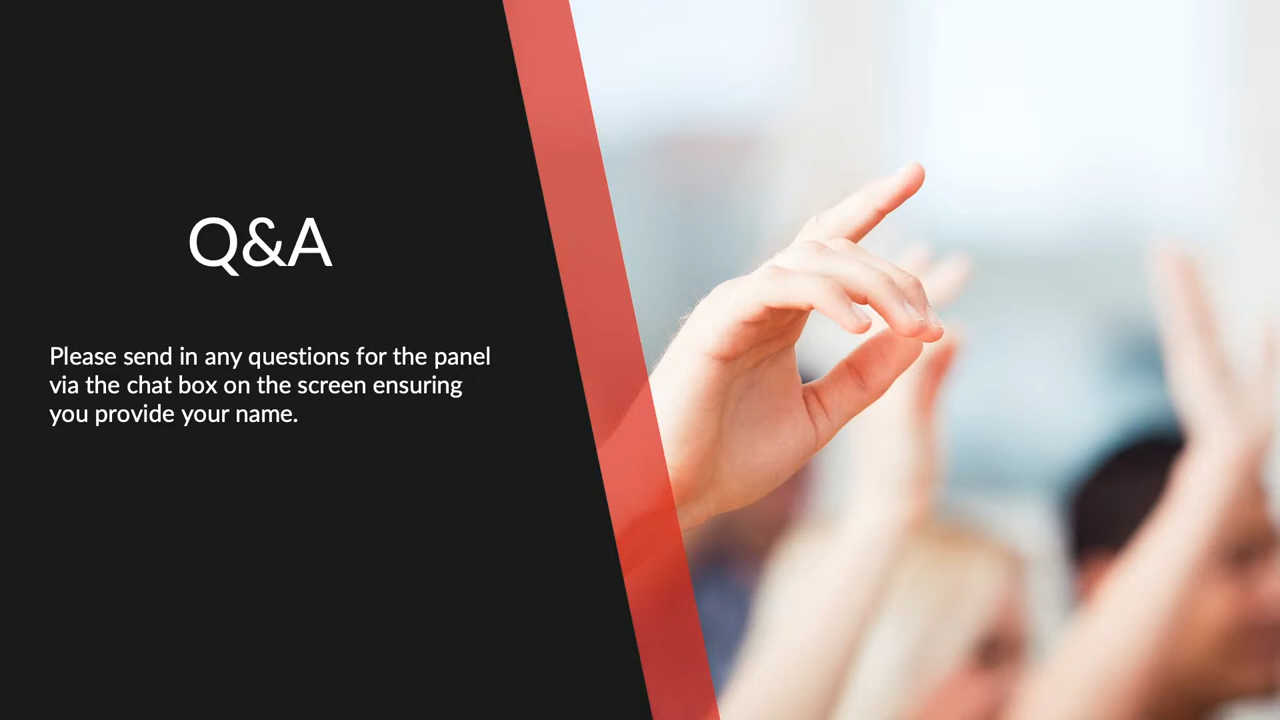 Q&A
Please send in any questions for the panel
via the chat box on the screen ensuring
you provide your name.